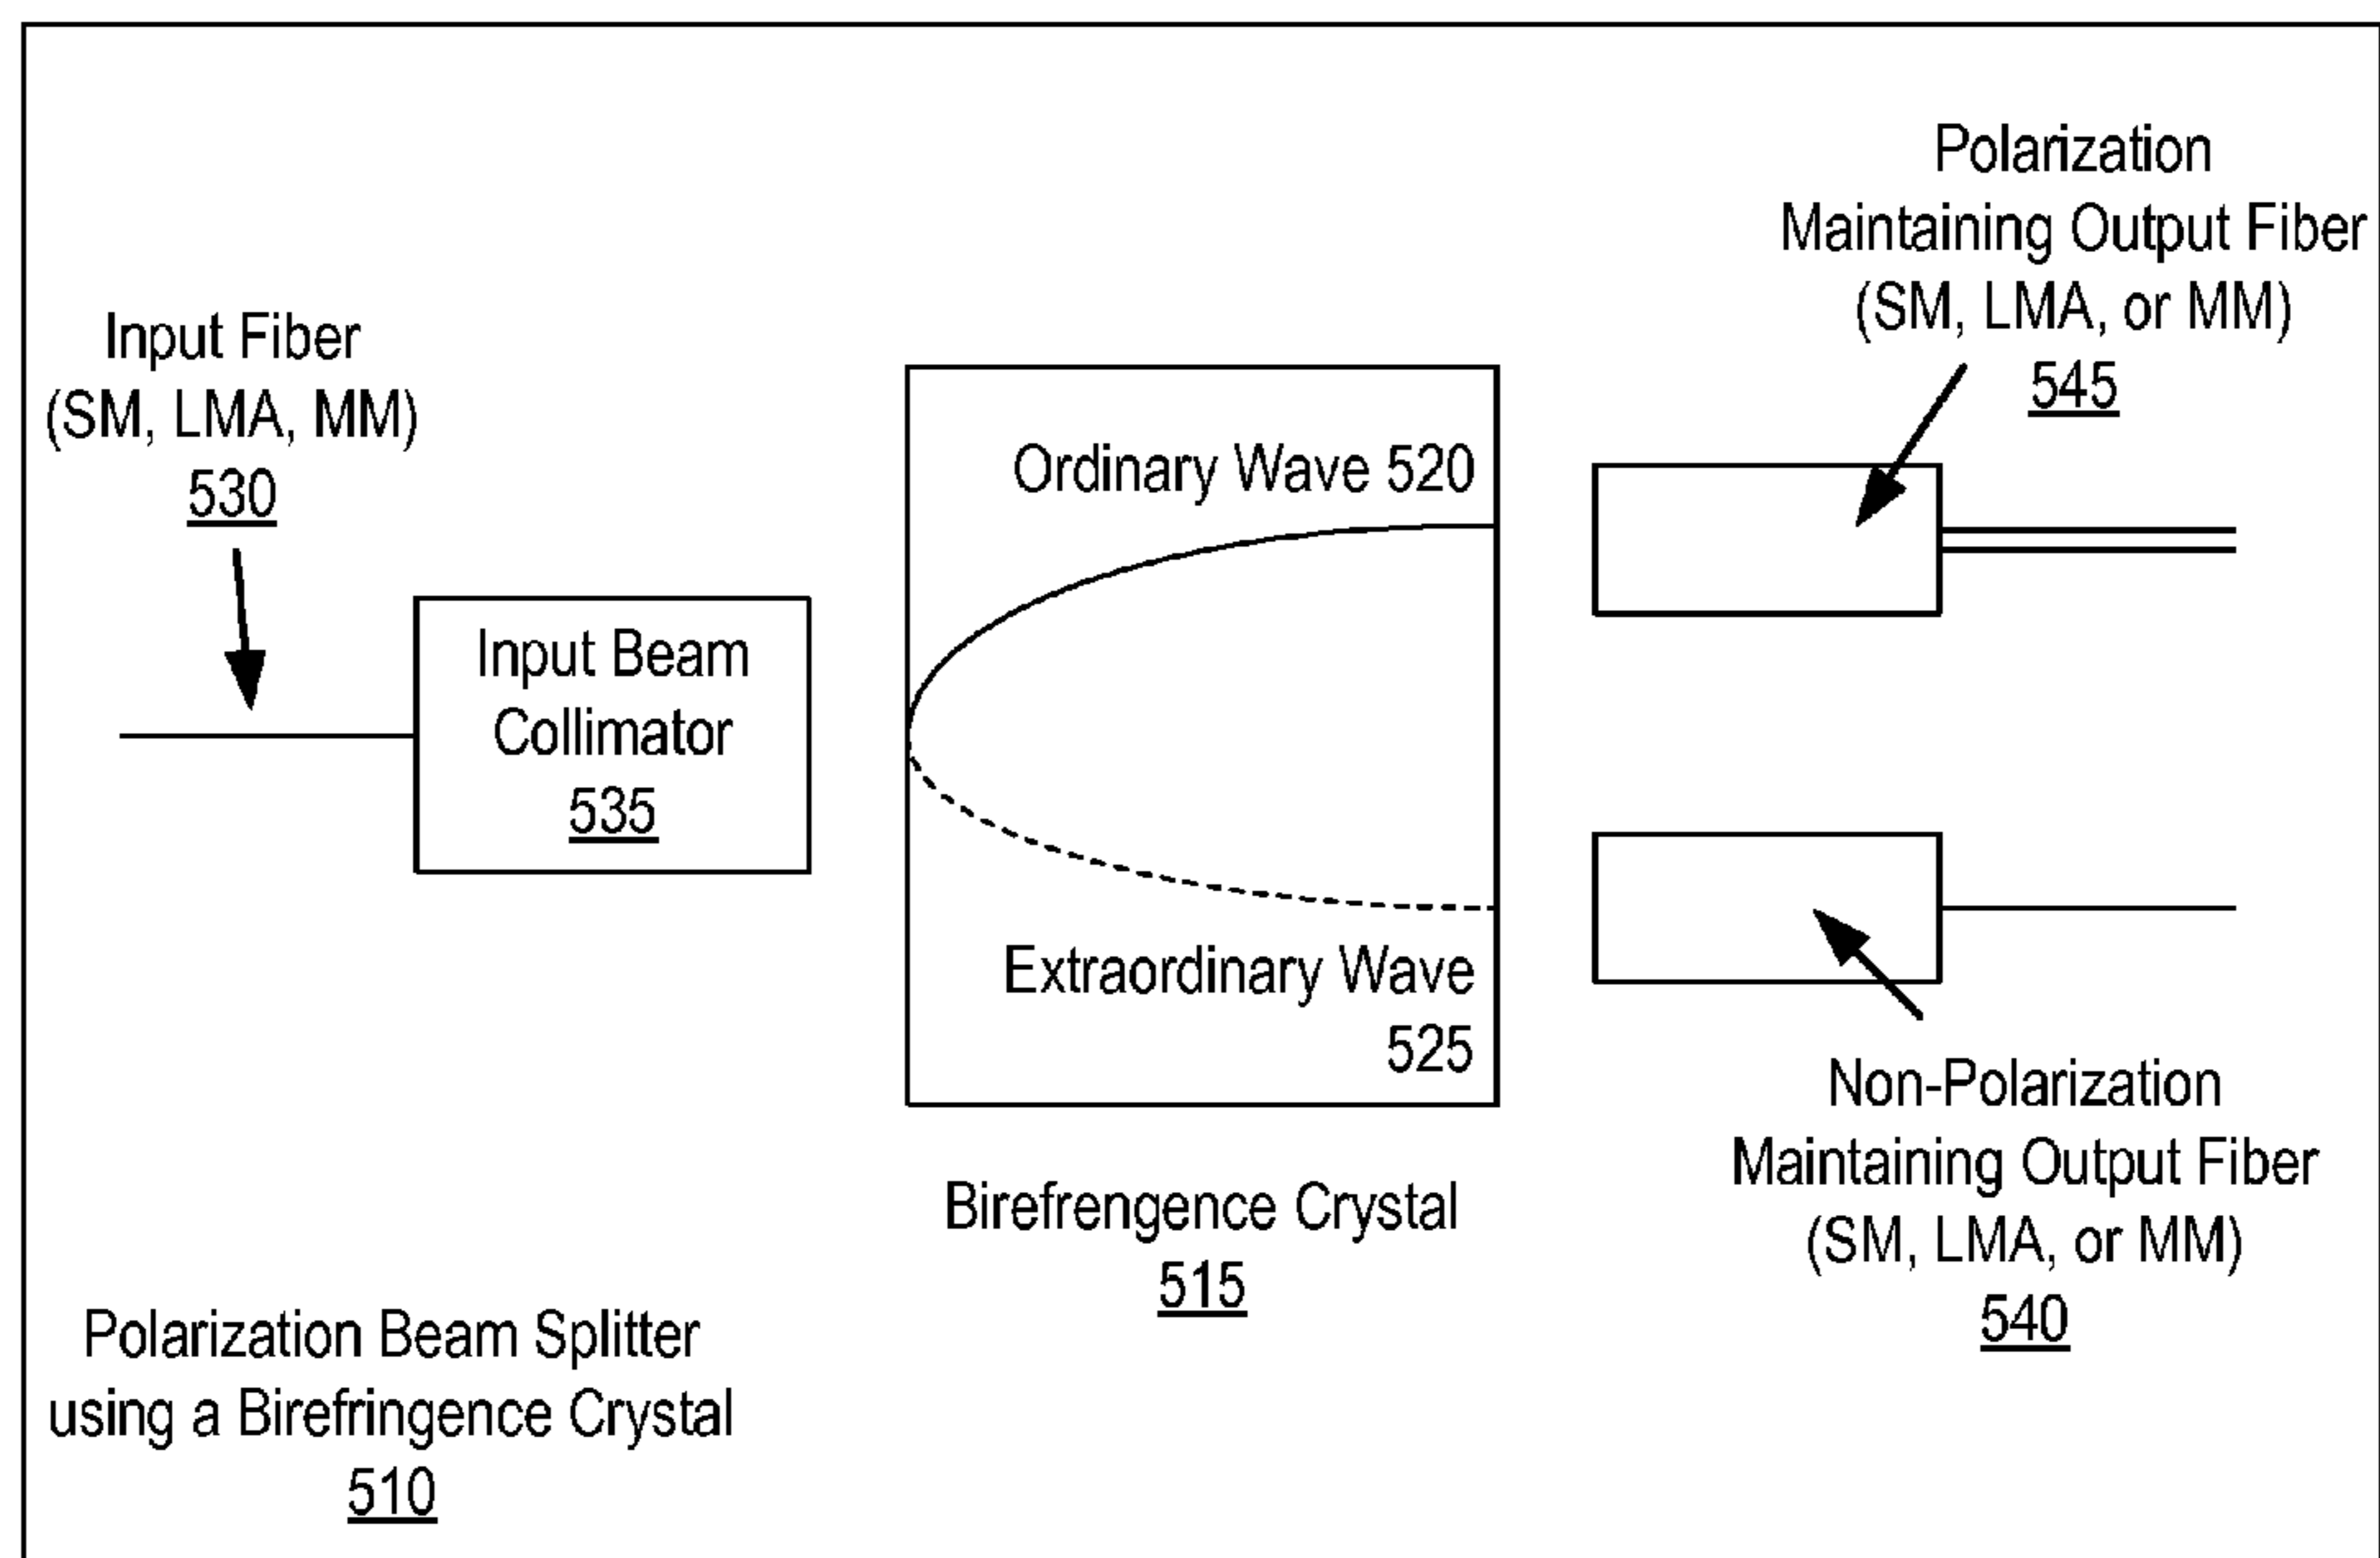 Polarization
Maintaining Output Fiber
(SM, LMA, or MM)
545
Input Fiber
(SM, LMA, MM)
530
Input Beam
Collimator
535
Ordinary Wave 520
Extraordinary Wave
525
Birefrengence Crystal
515
Non-Polarization
Maintaining Output Fiber
(SM, LMA, or MM)
540
Polarization Beam Splitter
using a Birefringence Crystal
510